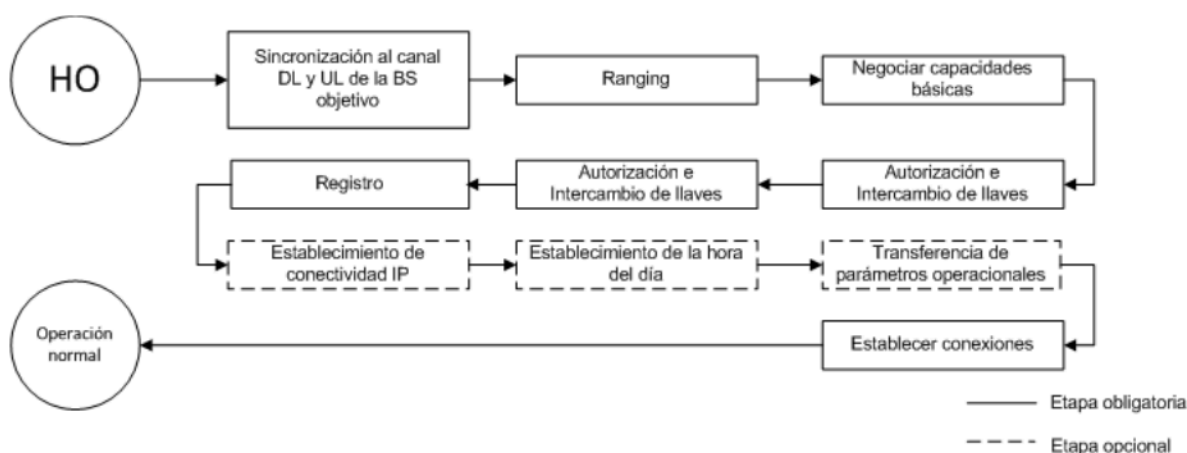 HO
Sincronización al canal
DL y UL de la BS
objetivo
Ranging
Negociar capacidades
básicas
Autorización e
Intercambio de llaves
Autorización e
Intercambio de llaves
Registro
Establecimiento de
conectividad IP
Establecimiento de la hora
del día
Transferencia de
parámetros operacionales
Establecer conexiones
Operación
normal
Etapa obligatoria
Etapa opcional